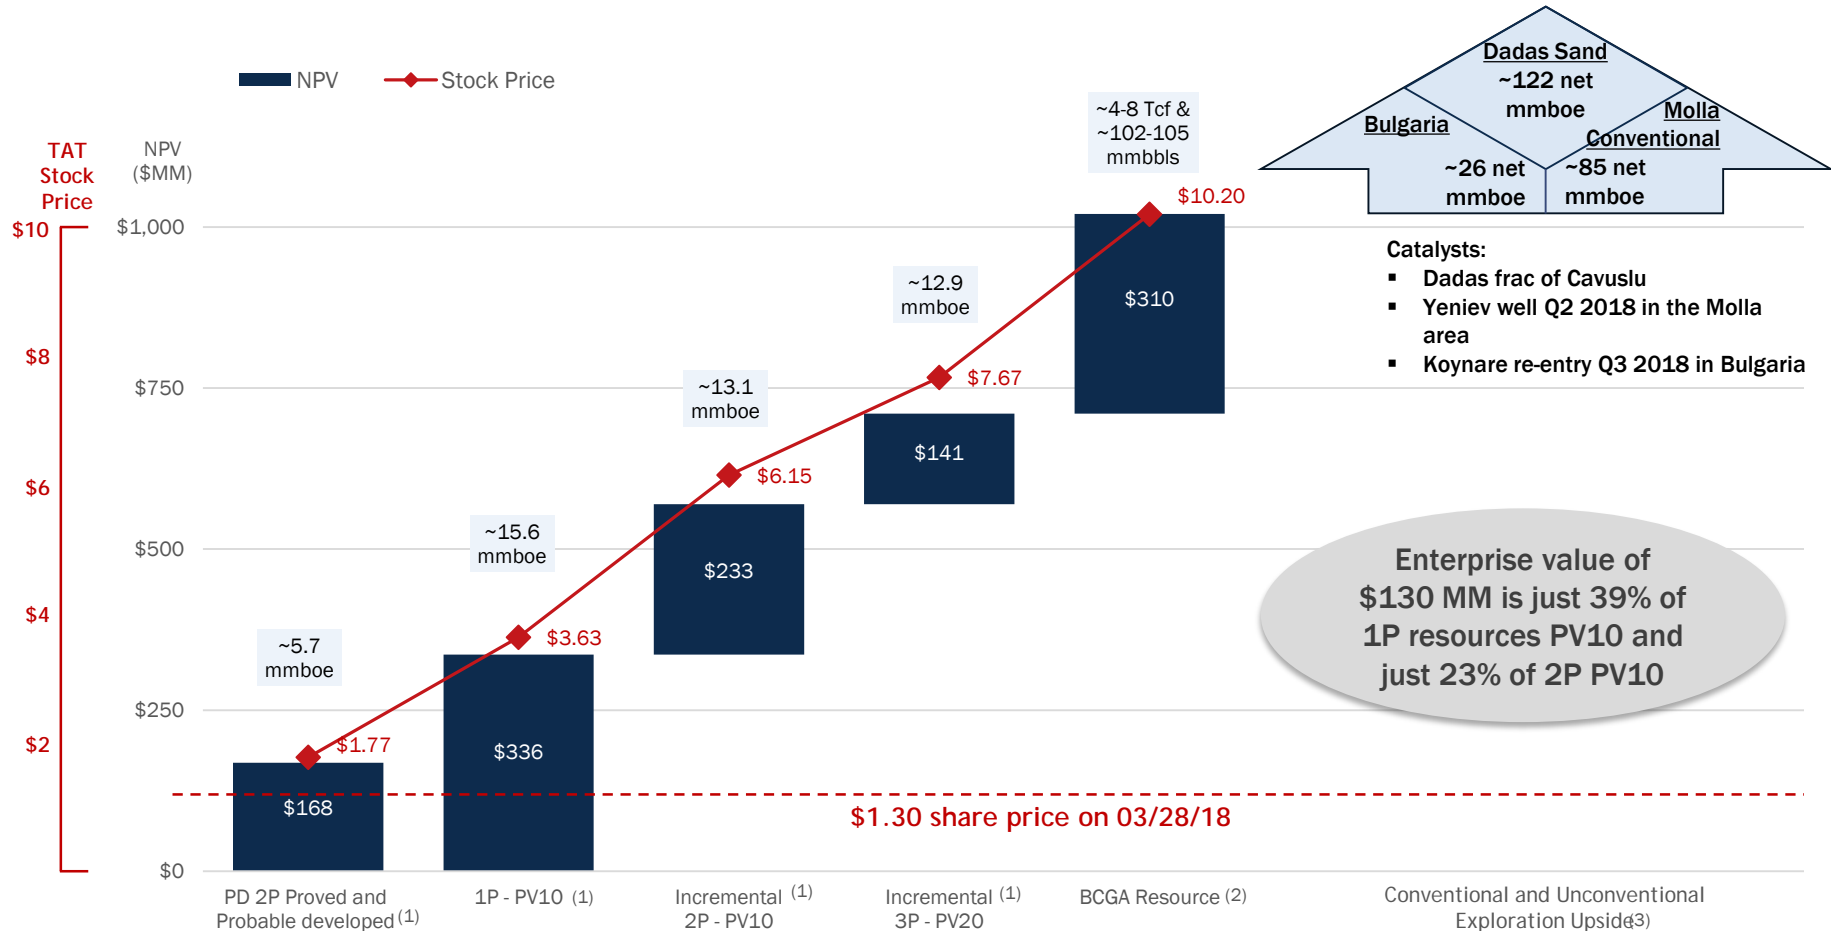 NPV
Stock Price
TAT
Stock
Price
NPV
($MM)
$10
$8
$6
$4
$2
$1,000
$750
$500
$250
$0
~5.7
mmboe
$1.77
$168
~15.6
mmboe
$3.63
$336
~13.1
mmboe
$6.15
$233
~12.9
mmboe
$7.67
$141
~4-8 Tcf &
~102-105
mmbbls
$10.20
$310
Dadas Sand
~122 net
mmboe
Bulgaria
~26 net
mmboe
Molla
Conventional
~85 net
mmboe
Catalysts:
▪ Dadas frac of Cavuslu
▪ Yeniev well Q2 2018 in the Molla
area
▪ Koynare re-entry Q3 2018 in Bulgaria
Enterprise value of
$130 MM is just 39% of
1P resources PV10 and
just 23% of 2P PV10
$1.30 share price on 03/28/18
PD 2P Proved and
Probable developed (1)
1P - PV10 (1)
Incremental (1)
2P - PV10
Incremental (1)
3P - PV20
BCGA Resource (2)
Conventional and Unconventional
Exploration Upside(3)